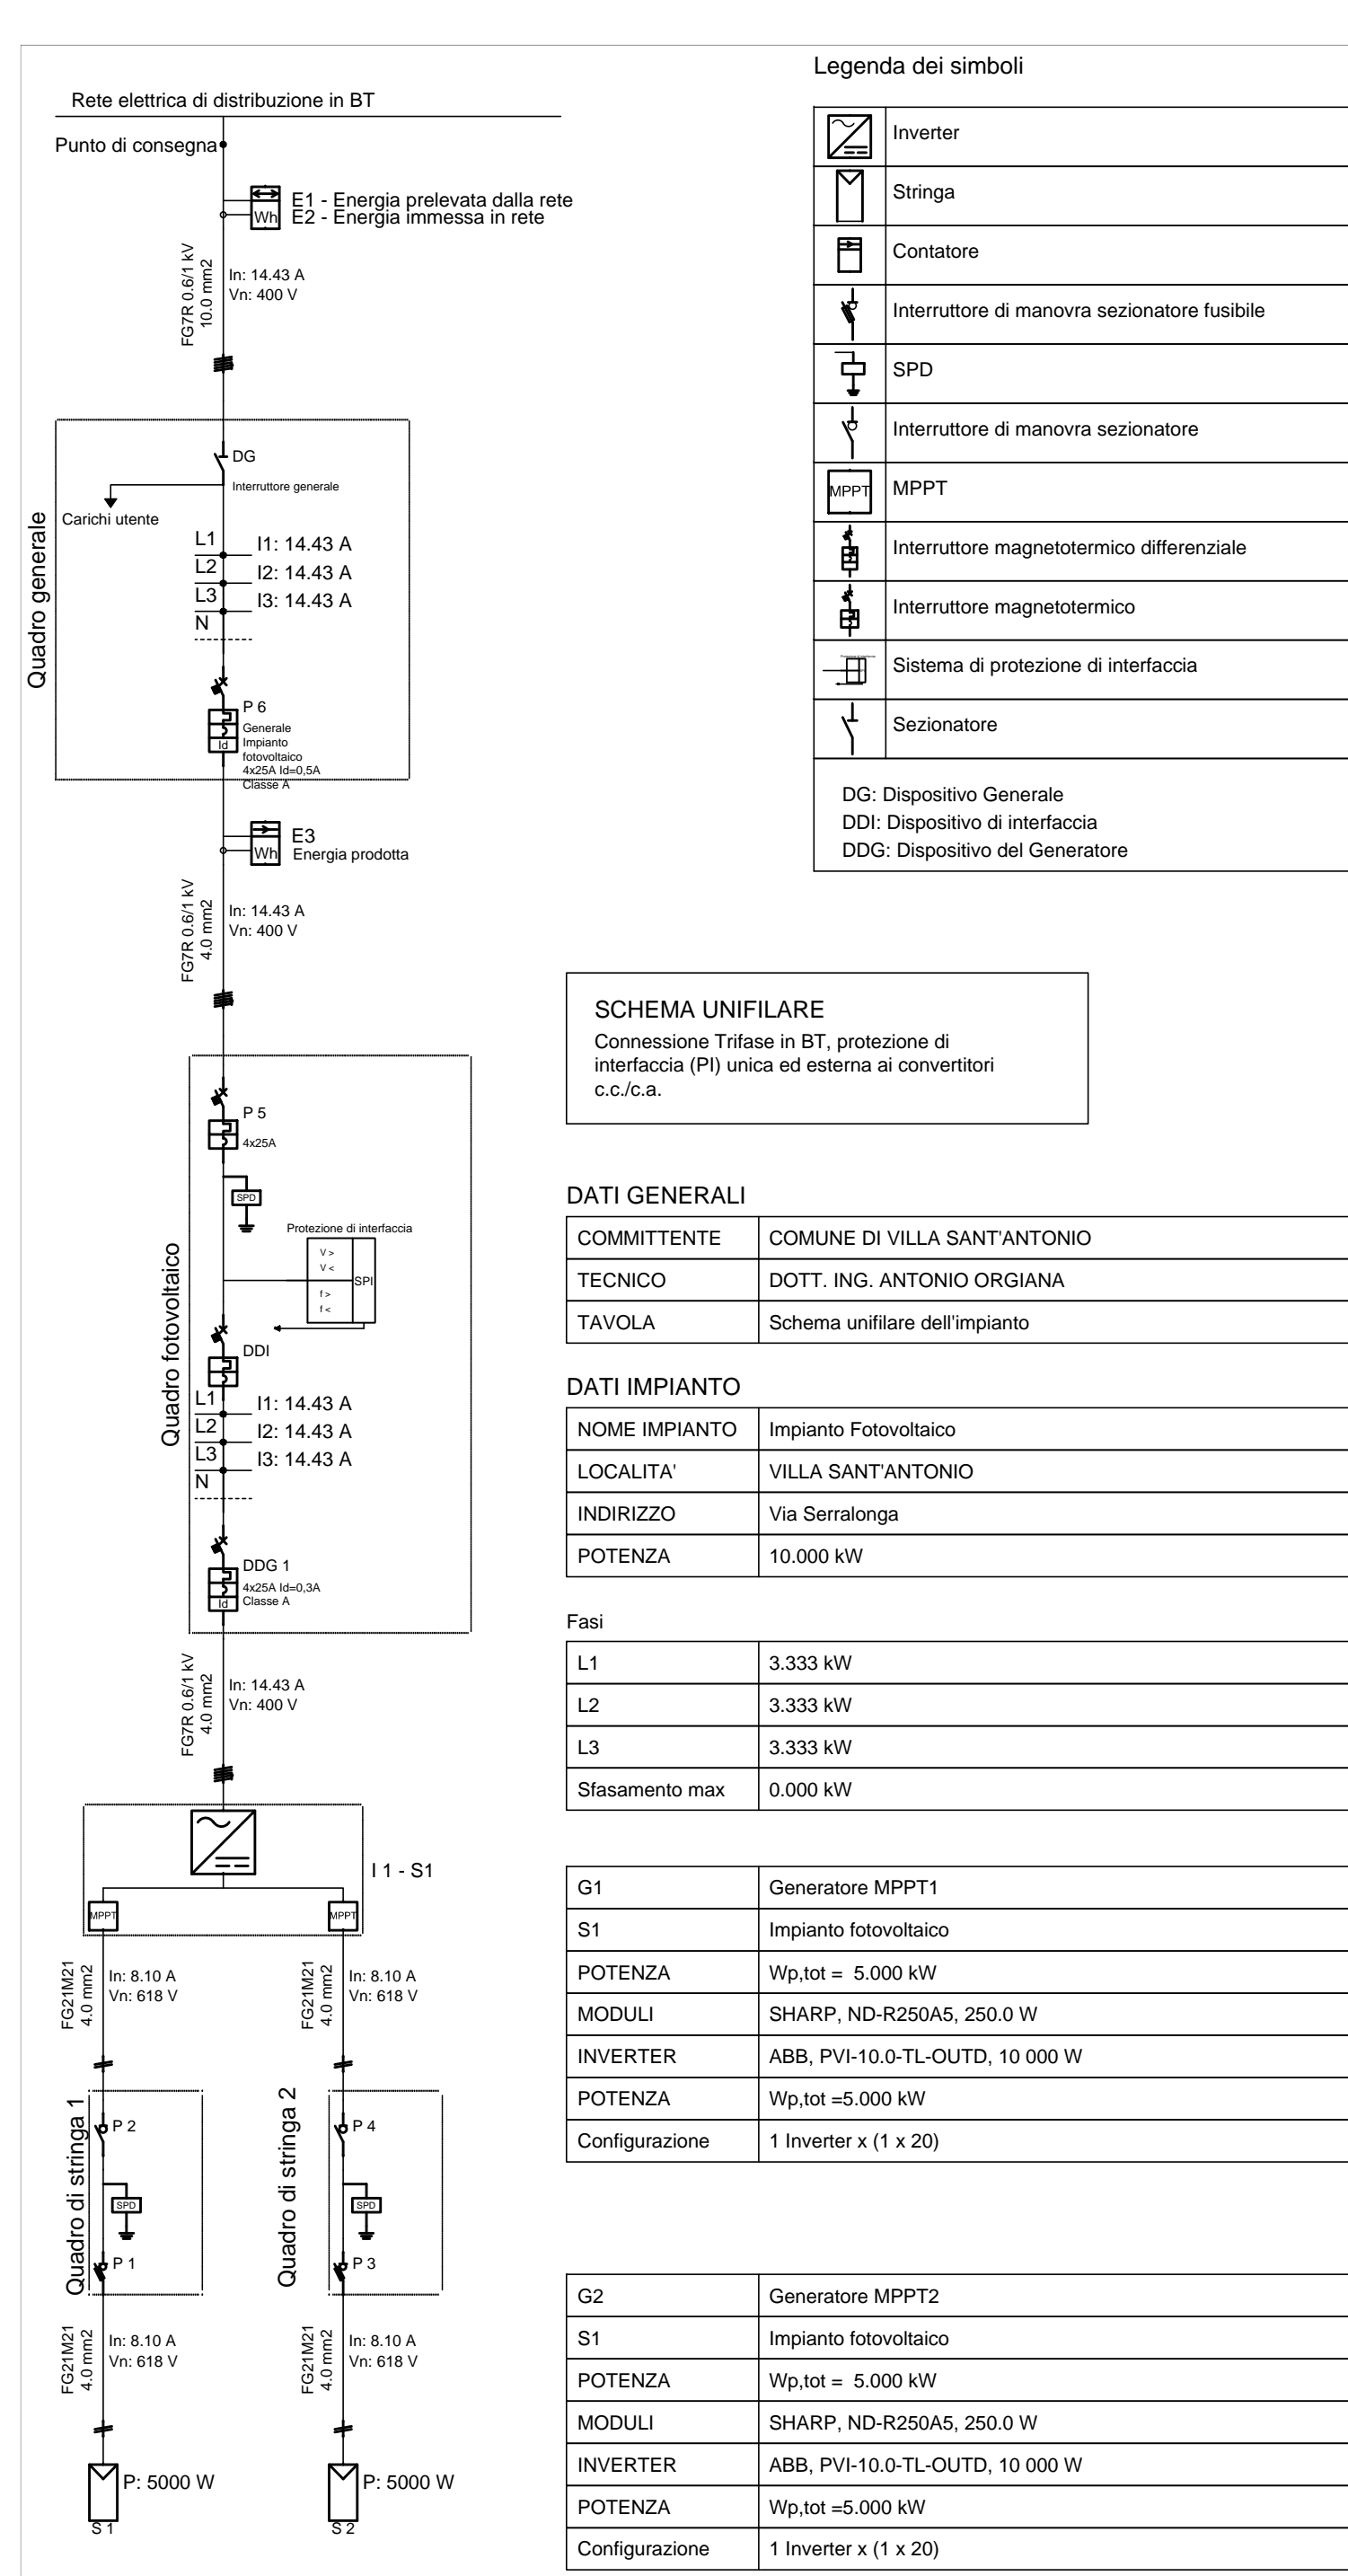 Rete elettrica di distribuzione in BT
Punto di consegna
E1 - Energia prelevata dalla rete
E2 - Energia immessa in rete
Wh
FG7R 0.6/1 kV
10.0 mm2
In: 14.43 A
Vn: 400 V
Quadro generale
DG
Interruttore generale
Carichi utente
L1
I1: 14.43 A
L2
I2: 14.43 A
L3
I3: 14.43 A
N
P 6
Generale
Impianto
fotovoltaico
4x25A Id=0,5A
Classe A
Id
E3
Energia prodotta
Wh
FG7R 0.6/1 kV
4.0 mm2
In: 14.43 A
Vn: 400 V
Quadro fotovoltaico
P 5
4x25A
SPD
Protezione di interfaccia
V >
V <
f >
f <
SPI
DDI
L1
I1: 14.43 A
L2
I2: 14.43 A
L3
I3: 14.43 A
N
DDG 1
4x25A Id=0,3A
Classe A
Id
FG7R 0.6/1 kV
4.0 mm2
In: 14.43 A
Vn: 400 V
I 1 - S1
MPPT
MPPT
FG21M21
4.0 mm2
In: 8.10 A
Vn: 618 V
FG21M21
4.0 mm2
In: 8.10 A
Vn: 618 V
Quadro di stringa 1
P 2
SPD
P 1
Quadro di stringa 2
P 4
SPD
P 3
FG21M21
4.0 mm2
In: 8.10 A
Vn: 618 V
FG21M21
4.0 mm2
In: 8.10 A
Vn: 618 V
P: 5000 W
S 1
P: 5000 W
S 2
Legenda dei simboli
Inverter
Stringa
Contatore
Interruttore di manovra sezionatore fusibile
SPD
Interruttore di manovra sezionatore
MPPT
MPPT
Interruttore magnetotermico differenziale
Interruttore magnetotermico
Sistema di protezione di interfaccia
Sezionatore
DG: Dispositivo Generale
DDI: Dispositivo di interfaccia
DDG: Dispositivo del Generatore
SCHEMA UNIFILARE
Connessione Trifase in BT, protezione di
interfaccia (PI) unica ed esterna ai convertitori
c.c./c.a.
DATI GENERALI
COMMITTENTE
COMUNE DI VILLA SANT'ANTONIO
TECNICO
DOTT. ING. ANTONIO ORGIANA
TAVOLA
Schema unifilare dell'impianto
DATI IMPIANTO
NOME IMPIANTO
Impianto Fotovoltaico
LOCALITA'
VILLA SANT'ANTONIO
INDIRIZZO
Via Serralonga
POTENZA
10.000 kW
Fasi
L1
3.333 kW
L2
3.333 kW
L3
3.333 kW
Sfasamento max
0.000 kW
G1
Generatore MPPT1
S1
Impianto fotovoltaico
POTENZA
Wp,tot = 5.000 kW
MODULI
SHARP, ND-R250A5, 250.0 W
INVERTER
ABB, PVI-10.0-TL-OUTD, 10 000 W
POTENZA
Wp,tot =5.000 kW
Configurazione
1 Inverter x (1 x 20)
G2
Generatore MPPT2
S1
Impianto fotovoltaico
POTENZA
Wp,tot = 5.000 kW
MODULI
SHARP, ND-R250A5, 250.0 W
INVERTER
ABB, PVI-10.0-TL-OUTD, 10 000 W
POTENZA
Wp,tot =5.000 kW
Configurazione
1 Inverter x (1 x 20)